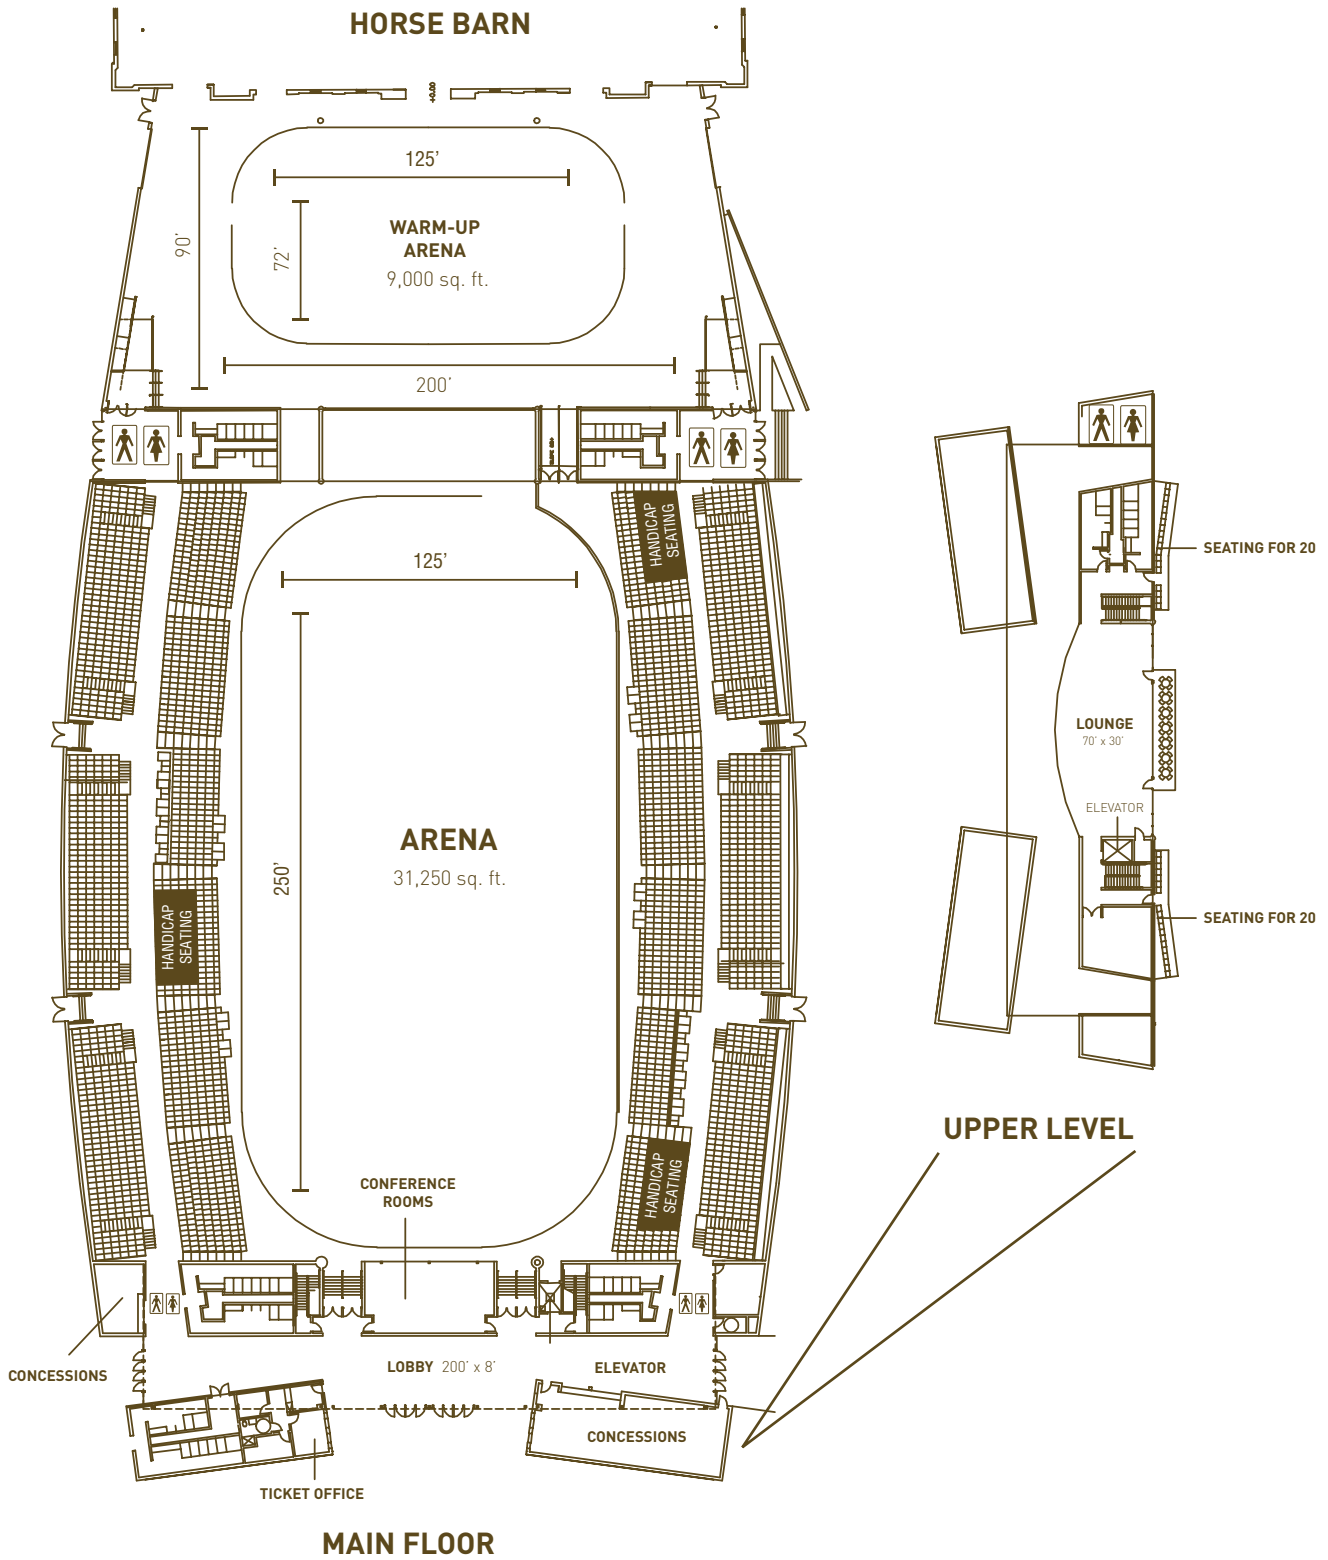 HORSE BARN
+0.00
125'
WARM-UP
ARENA
9,000 sq. ft.
90'
72'
200'
HANDICAP
SEATING
125'
SEATING FOR 20
LOUNGE
70' x 30'
ELEVATOR
ARENA
31,250 sq. ft.
250'
HANDICAP
SEATING
SEATING FOR 20
UPPER LEVEL
HANDICAP
SEATING
CONFERENCE
ROOMS
CONCESSIONS
LOBBY 200' x 8'
ELEVATOR
CONCESSIONS
TICKET OFFICE
MAIN FLOOR